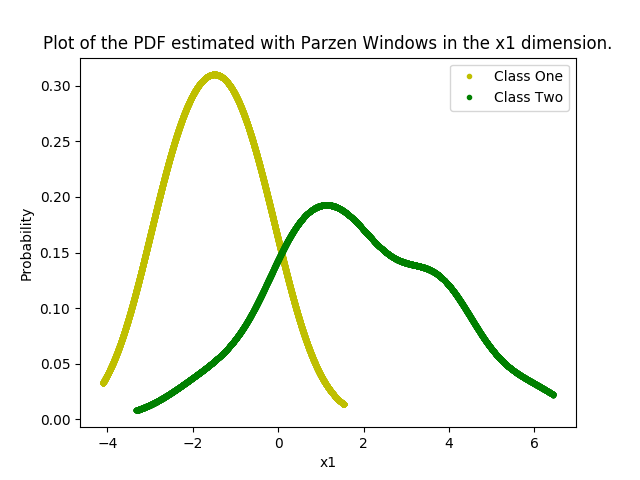 Plot of the PDF estimated with Parzen Windows in the x1 dimension.
Class One
Class Two
0.30
0.25
0.20
0.15
0.10
0.05
0.00
Probability
−4
−2
0
2
4
6
x1